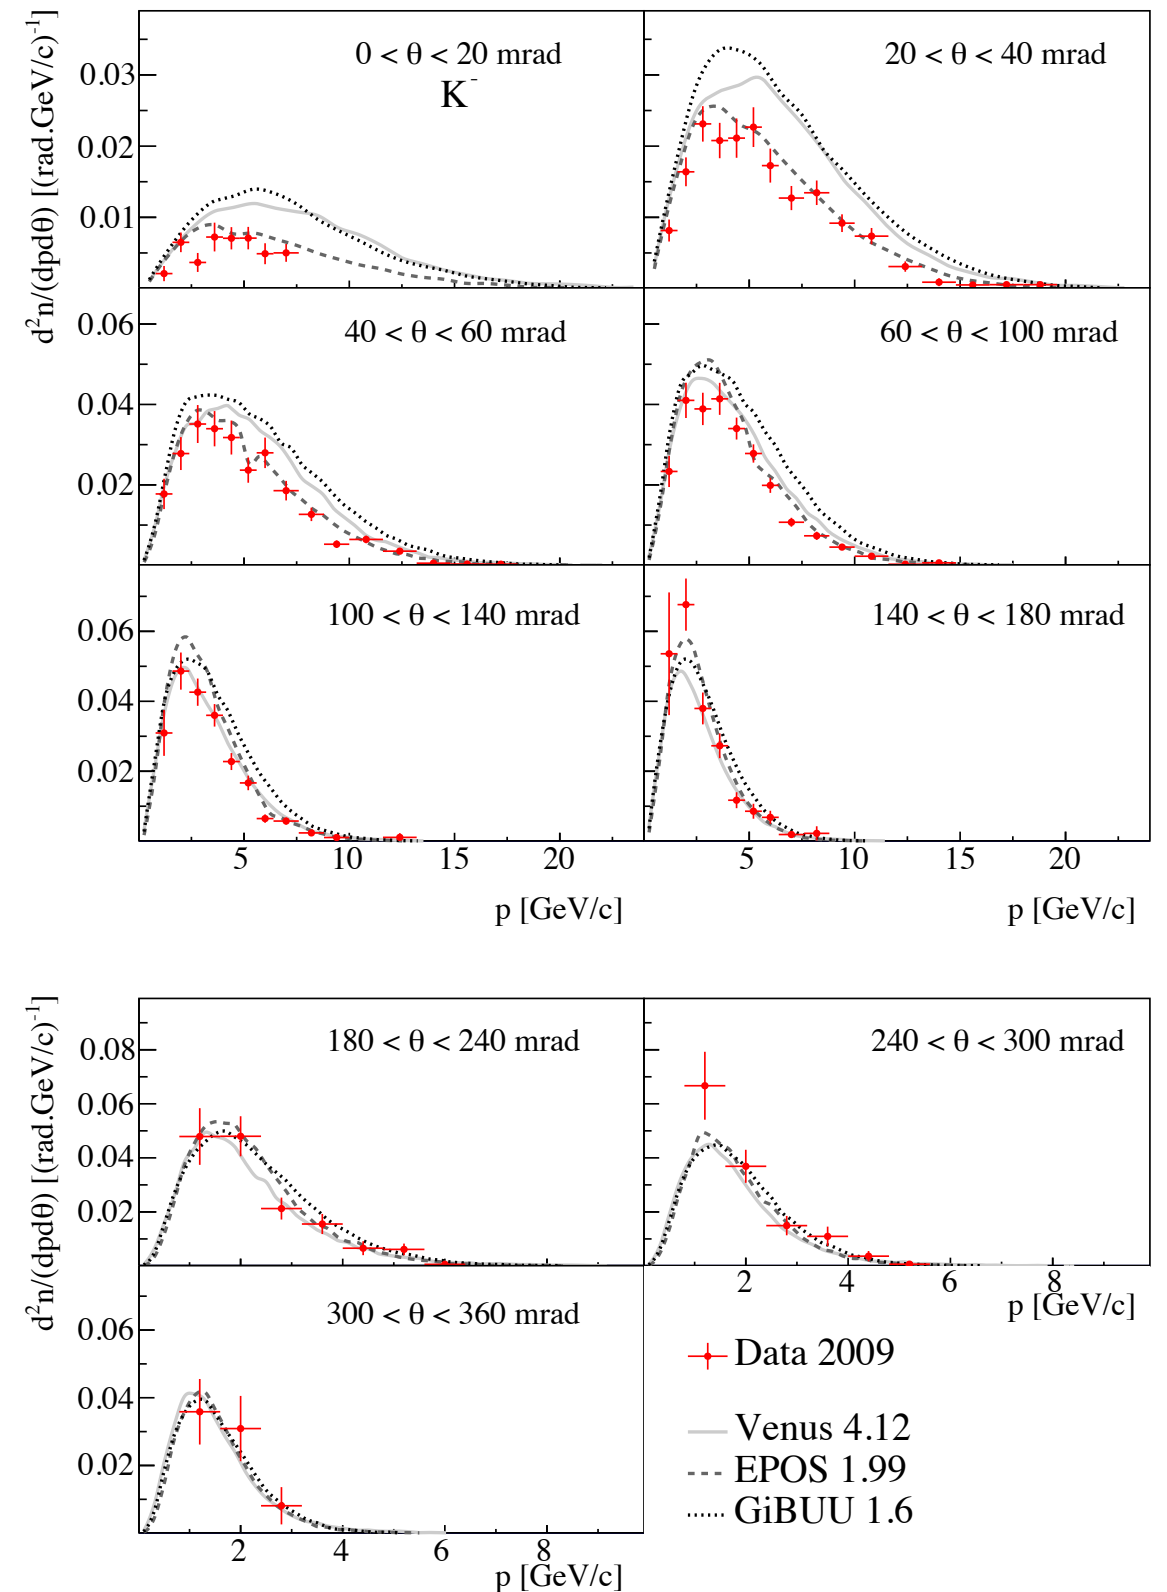 d²n/(dpdθ) [(rad.GeV/c)⁻¹]
0 < θ < 20 mrad
K⁻
20 < θ < 40 mrad
0.03
0.02
0.01
40 < θ < 60 mrad
60 < θ < 100 mrad
0.06
0.04
0.02
100 < θ < 140 mrad
140 < θ < 180 mrad
0.06
0.04
0.02
5 10 15 20
5 10 15 20
p [GeV/c]
p [GeV/c]
d²n/(dpdθ) [(rad.GeV/c)⁻¹]
180 < θ < 240 mrad
240 < θ < 300 mrad
0.08
0.06
0.04
0.02
2 4 6 8
p [GeV/c]
300 < θ < 360 mrad
0.06
0.04
0.02
2 4 6 8
p [GeV/c]
Data 2009
Venus 4.12
EPOS 1.99
GiBUU 1.6